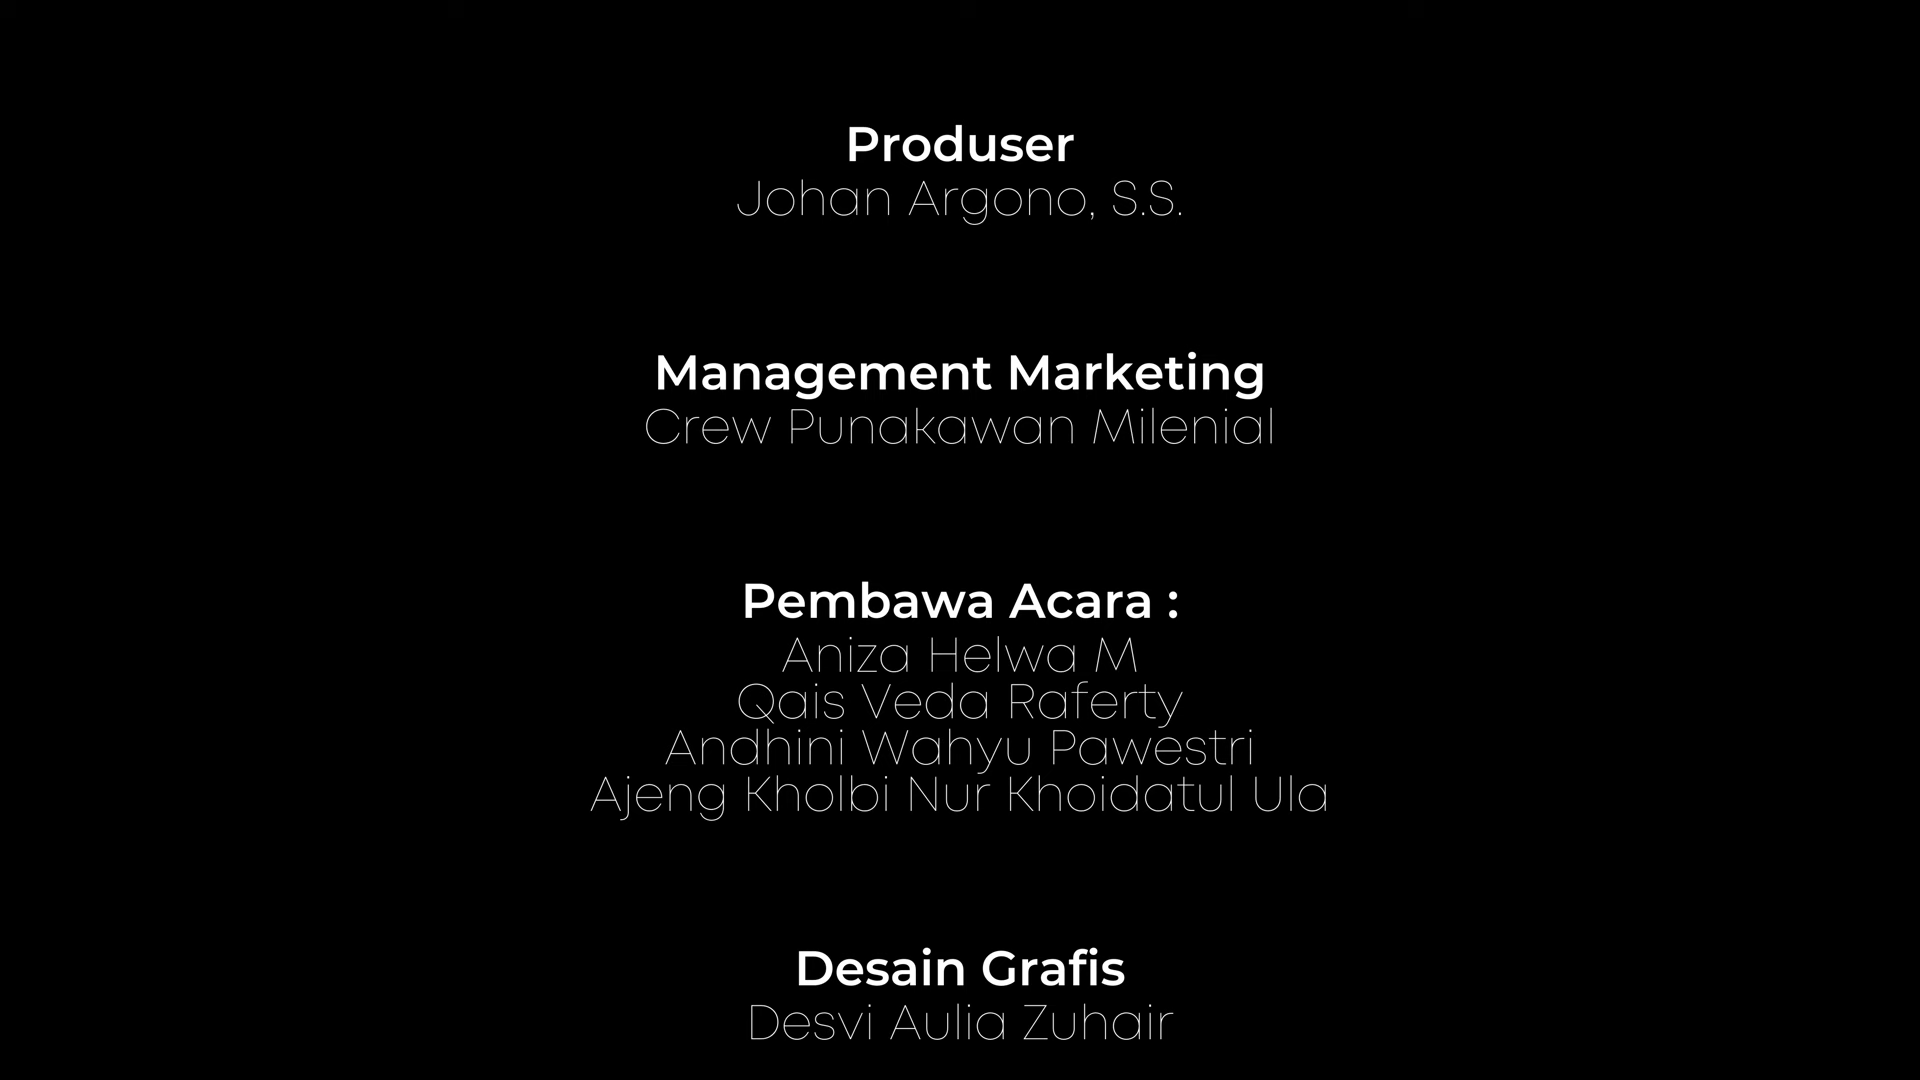 Produser
Johan Argono, S.S.
Management Marketing
Crew Punakawan Milenial
Pembawa Acara :
Aniza Helwa M
Qais Veda Raferty
Andhini Wahyu Pawestri
Ajeng Kholbi Nur Khoidatul Ula
Desain Grafis
Desvi Aulia Zuhair